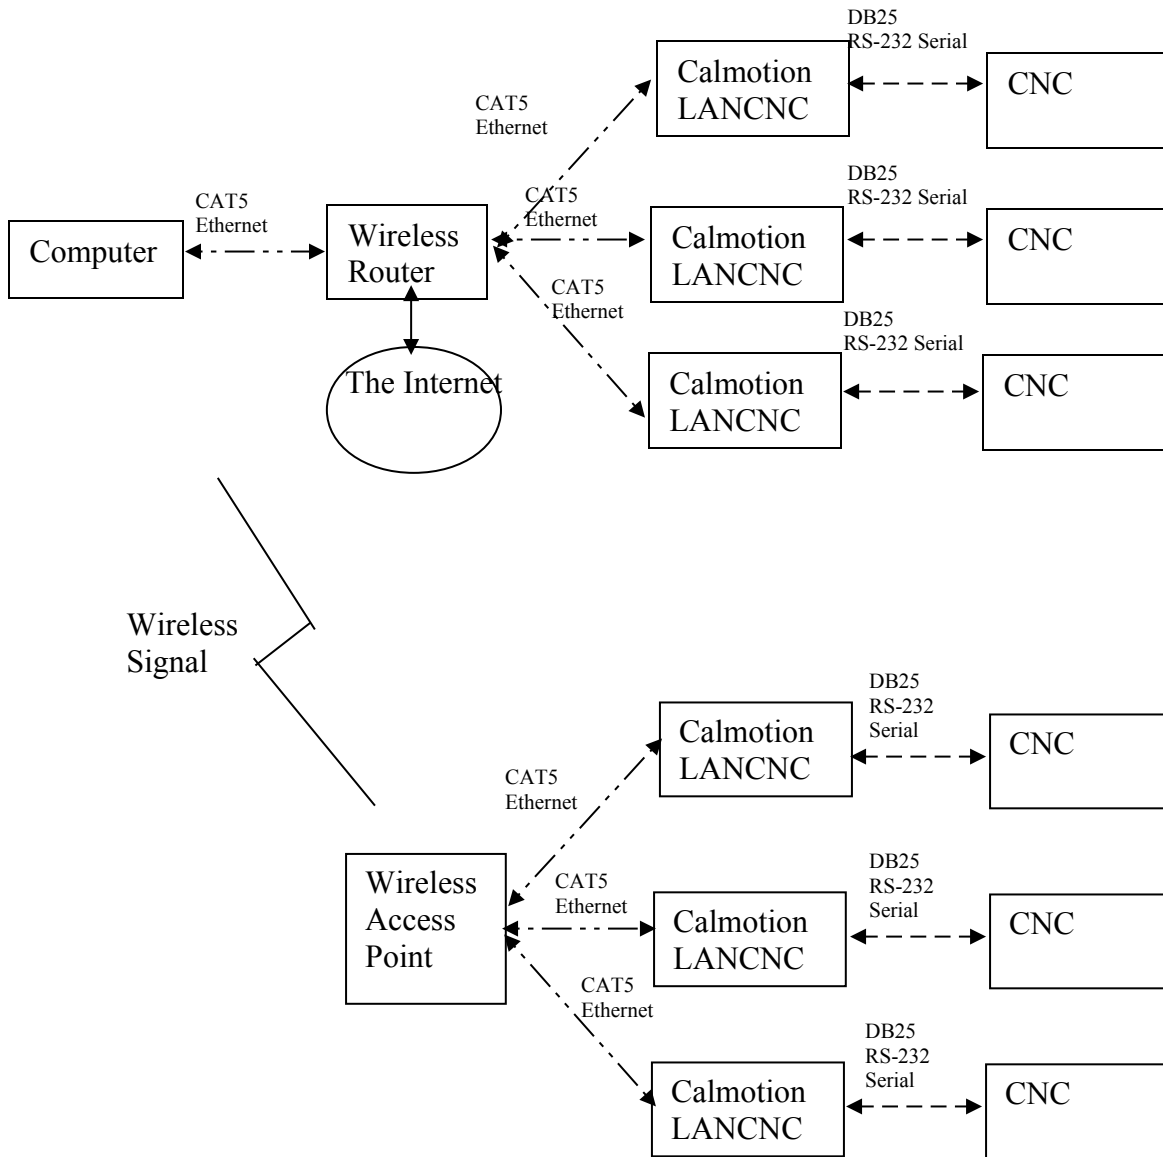 DB25
RS-232 Serial
Calmotion
LANCNC
CNC
CAT5
Ethernet
DB25
RS-232 Serial
CAT5
Ethernet
CAT5
Ethernet
Computer
Wireless
Router
Calmotion
LANCNC
CNC
CAT5
Ethernet
DB25
RS-232 Serial
The Internet
Calmotion
LANCNC
CNC
Wireless
Signal
DB25
RS-232
Serial
Calmotion
LANCNC
CNC
CAT5
Ethernet
Wireless
Access
Point
CAT5
Ethernet
DB25
RS-232
Serial
Calmotion
LANCNC
CNC
CAT5
Ethernet
DB25
RS-232
Serial
Calmotion
LANCNC
CNC